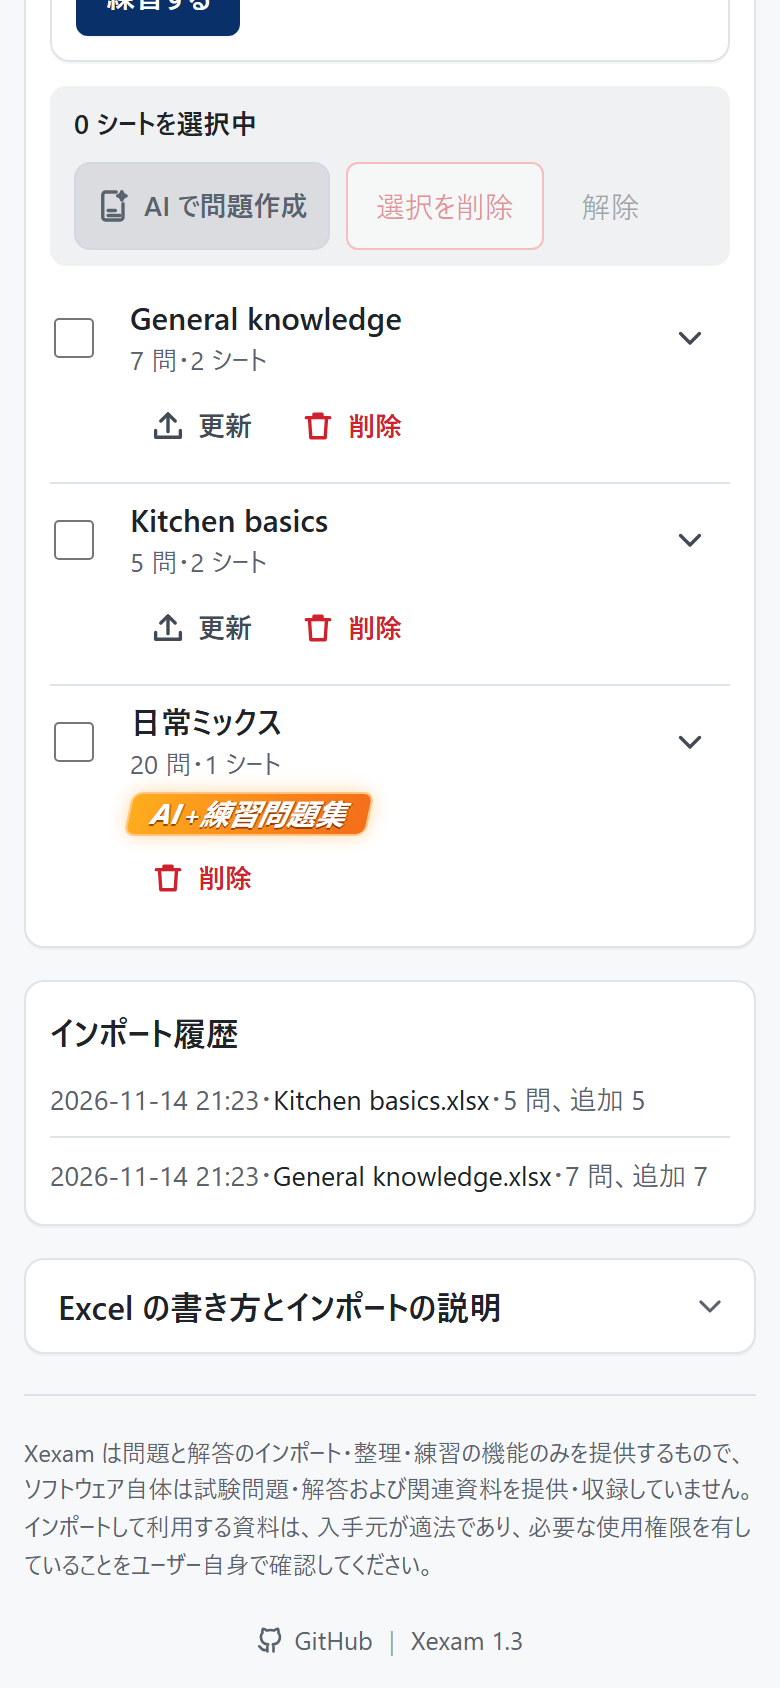 練習する
0 シートを選択中
AI で問題作成
選択を削除
解除
General knowledge
7 問・2 シート
更新
削除
Kitchen basics
5 問・2 シート
更新
削除
日常ミックス
20 問・1 シート
AI+練習問題集
削除
インポート履歴
2026-11-14 21:23・Kitchen basics.xlsx・5 問、追加 5
2026-11-14 21:23・General knowledge.xlsx・7 問、追加 7
Excel の書き方とインポートの説明
Xexam は問題と解答のインポート・整理・練習の機能のみを提供するもので、
ソフトウェア自体は試験問題・解答および関連資料を提供・収録していません。
インポートして利用する資料は、入手元が適法であり、必要な使用権限を有し
ていることをユーザー自身で確認してください。
GitHub | Xexam 1.3